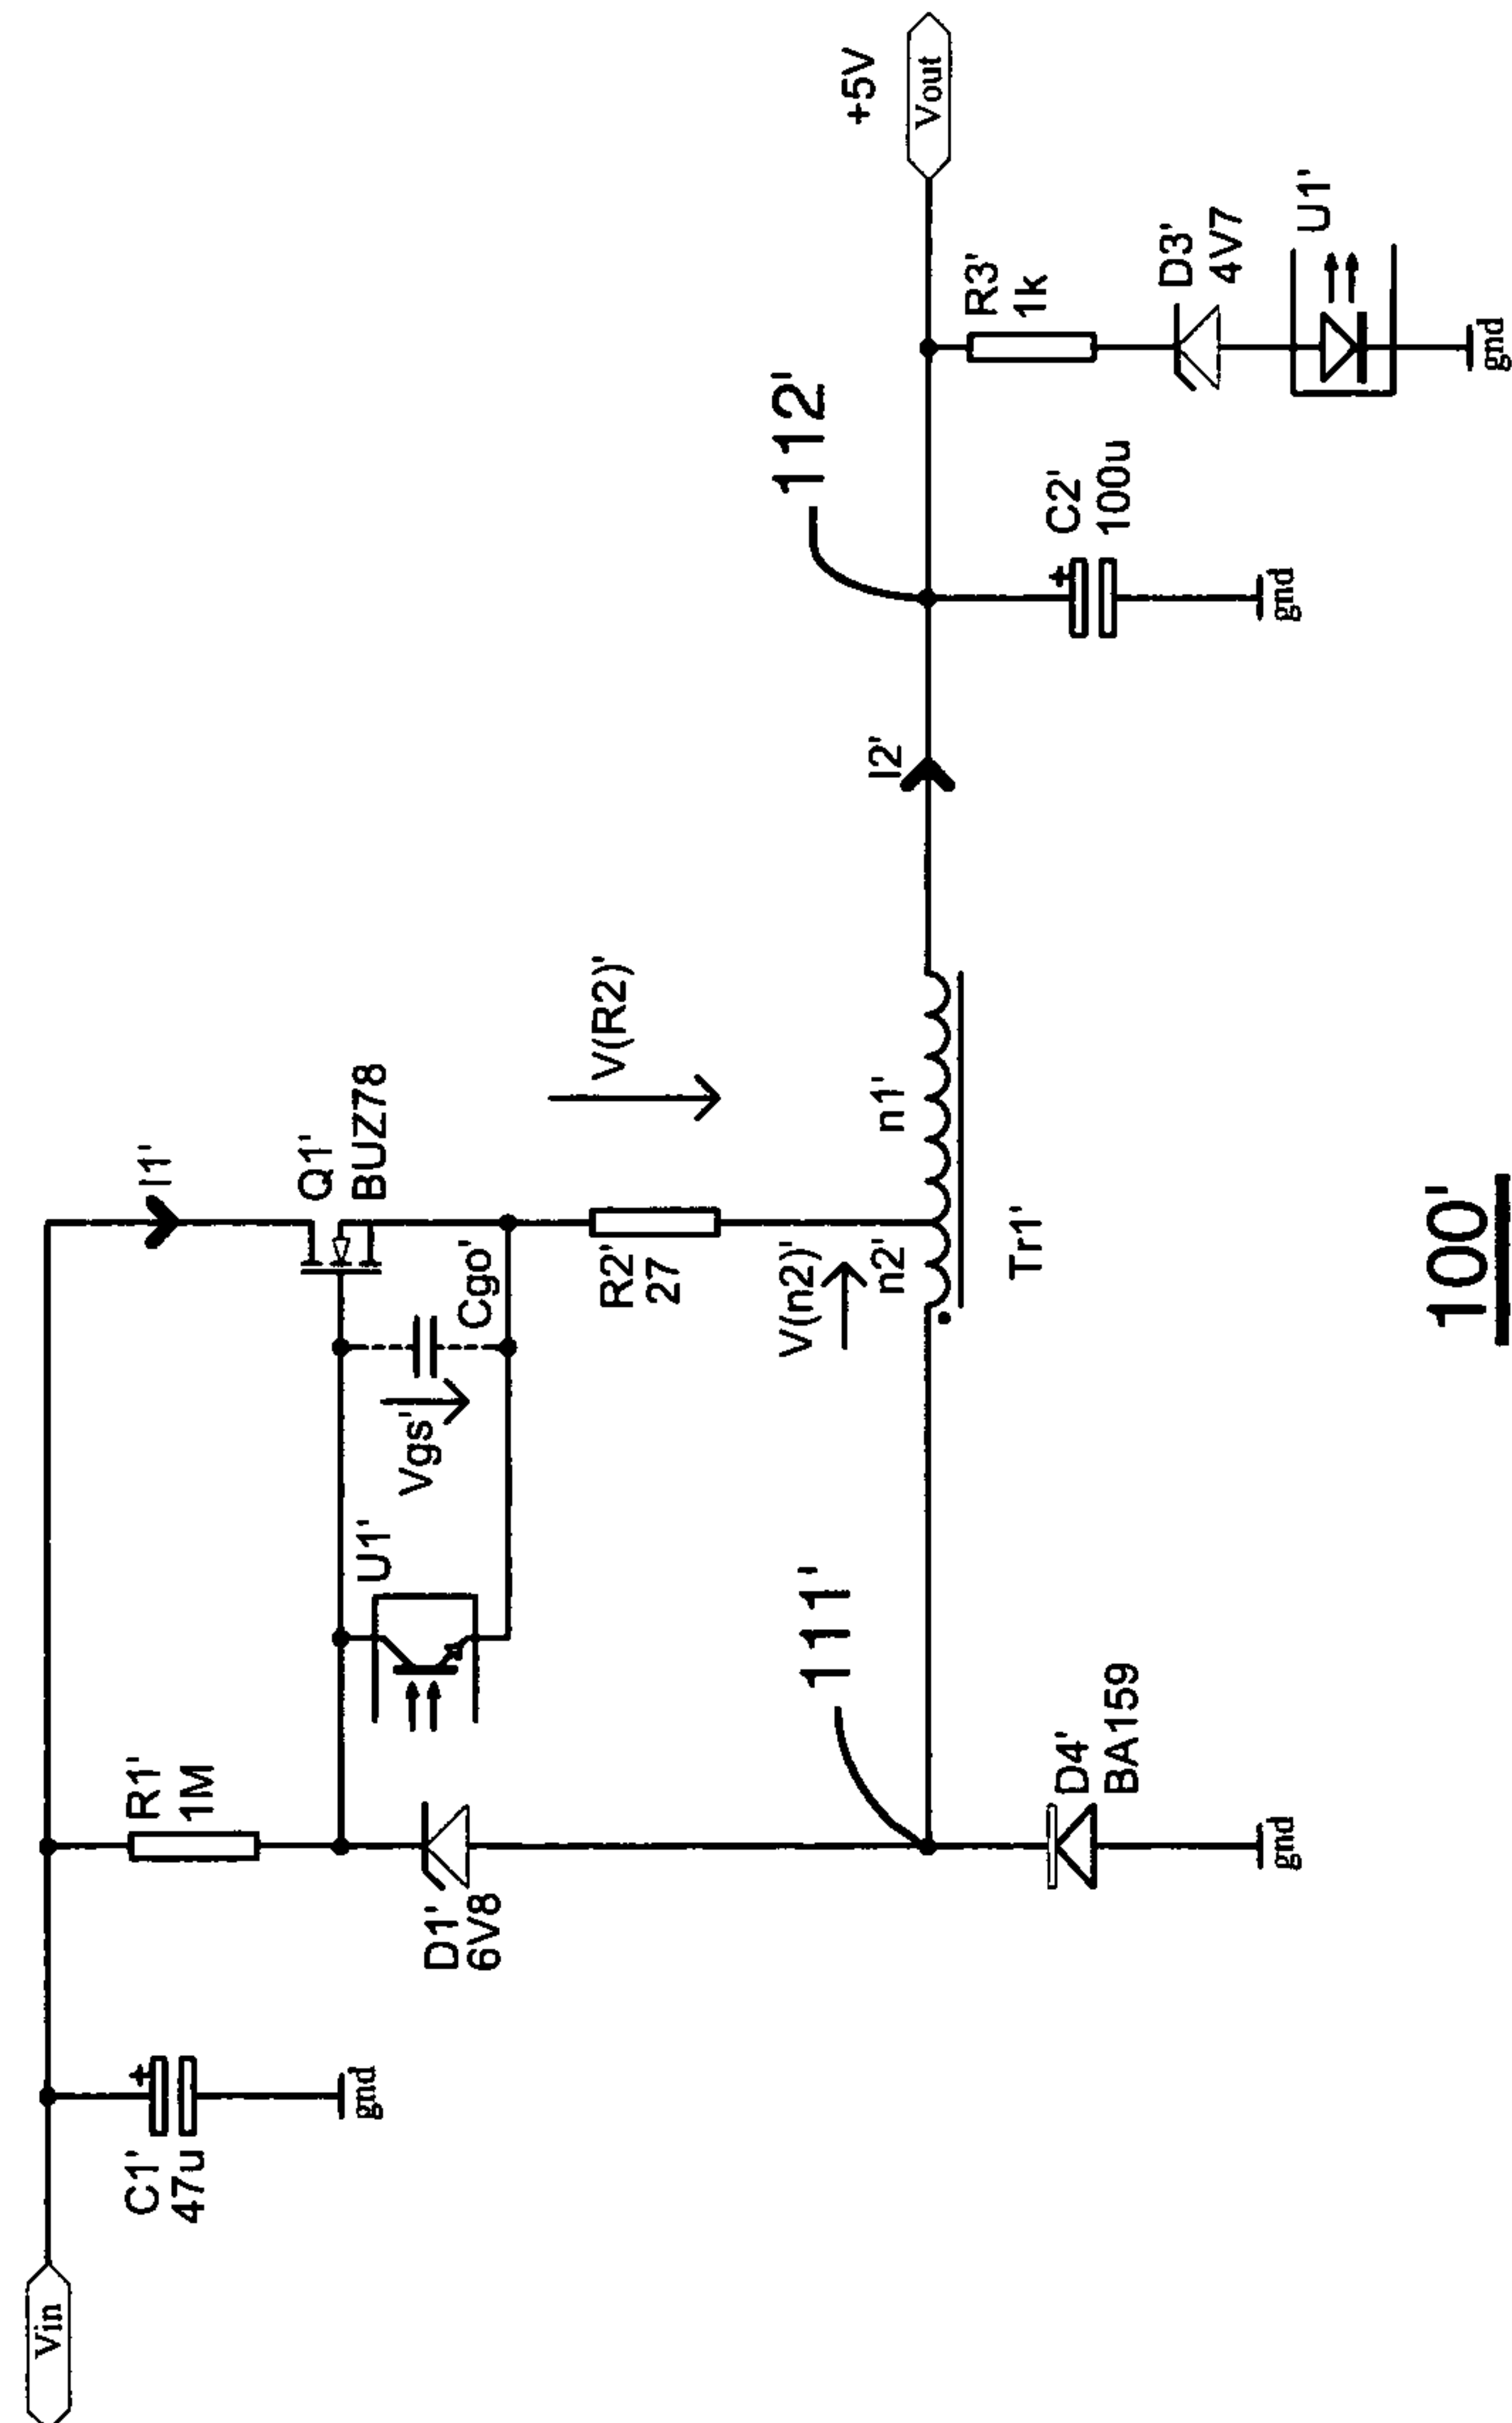 Vin
C1'
47u
gnd
R1'
1M
D1'
6V8
111'
D4'
BA159
gnd
U1'
Vgs'
Cgo'
I1'
Q1'
BUZ78
R2'
27
V(R2)'
V(n2)'
n2'
n1'
Tr1'
I2'
112'
C2'
100u
gnd
+5V
Vout
R3'
1k
D3'
4V7
U1'
gnd
100'